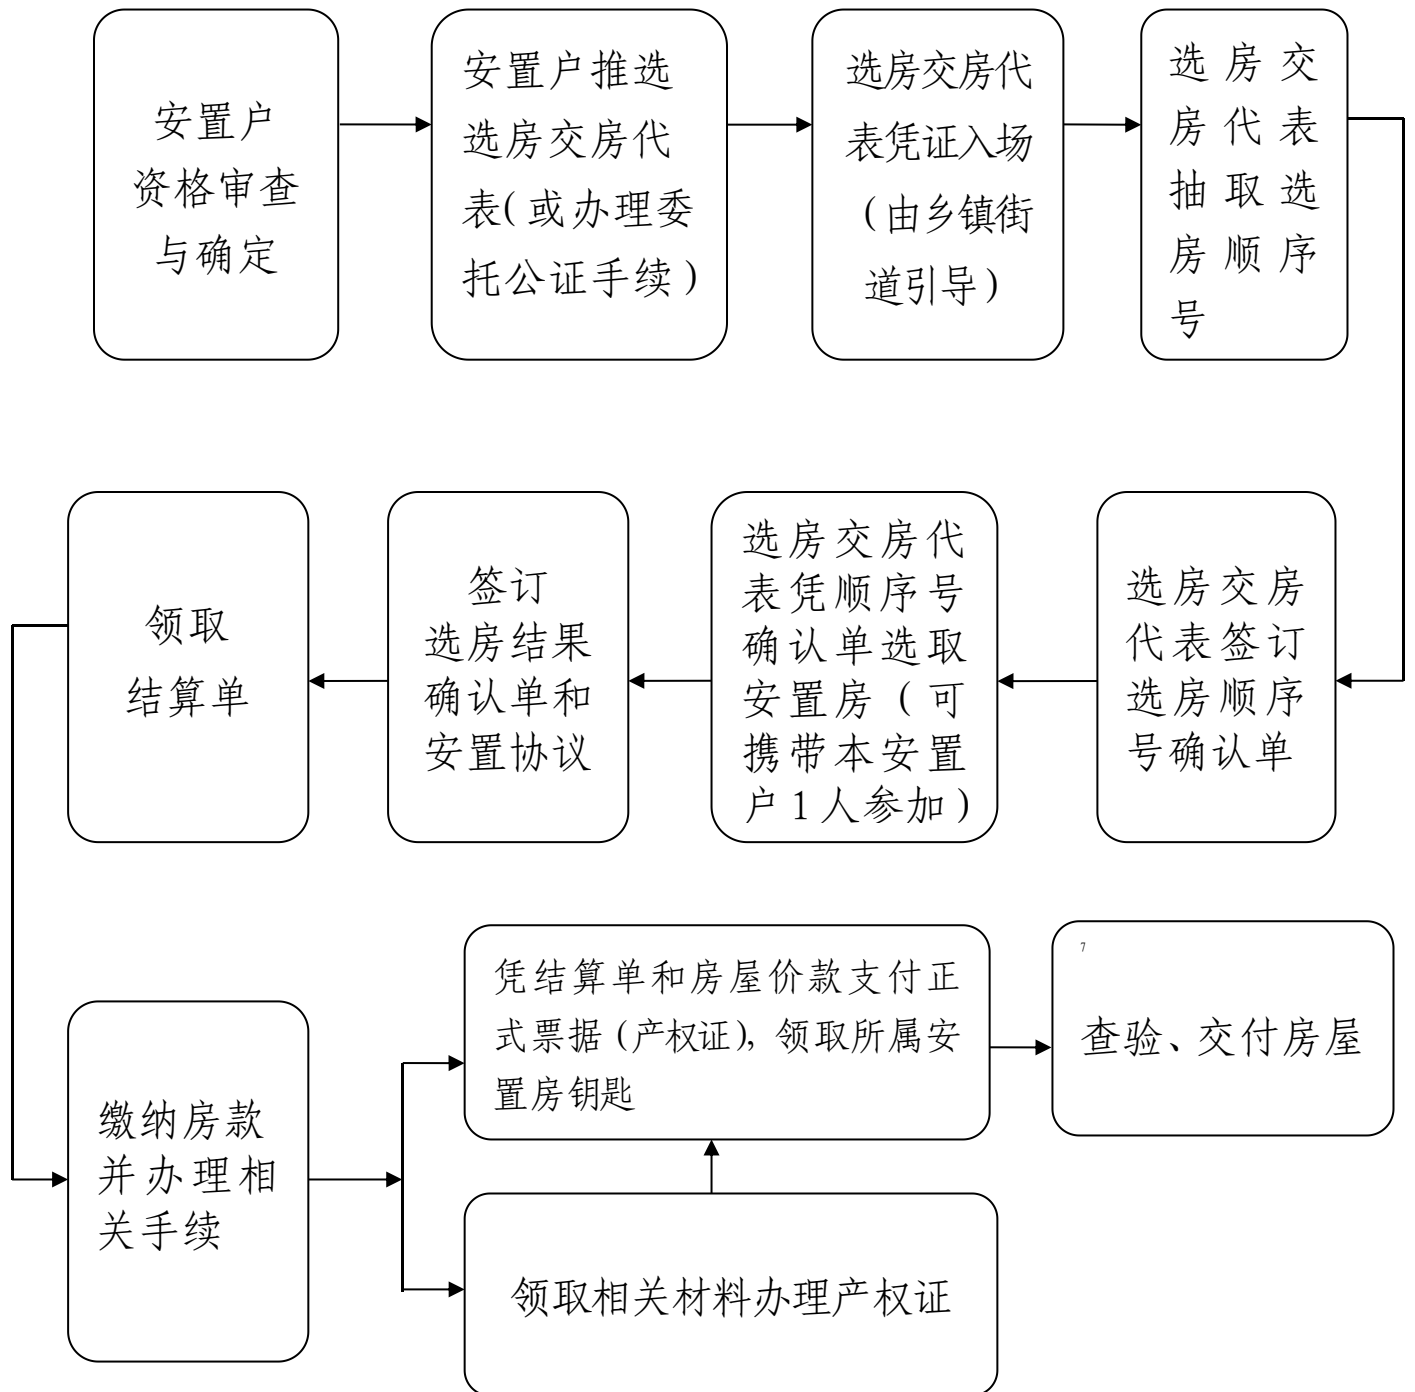 安置户
资格审查
与确定
安置户推选
选房交房代
表(或办理委
托公证手续)
选房交房代
表凭证入场
(由乡镇街
道引导)
选房交
房代表
抽取选
房顺序
号
选房交房
代表签订
选房顺序
号确认单
选房交房代
表凭顺序号
确认单选取
安置房(可
携带本安置
户1人参加)
签订
选房结果
确认单和
安置协议
领取
结算单
缴纳房款
并办理相
关手续
凭结算单和房屋价款支付正
式票据(产权证),领取所属安
置房钥匙
领取相关材料办理产权证
7
查验、交付房屋